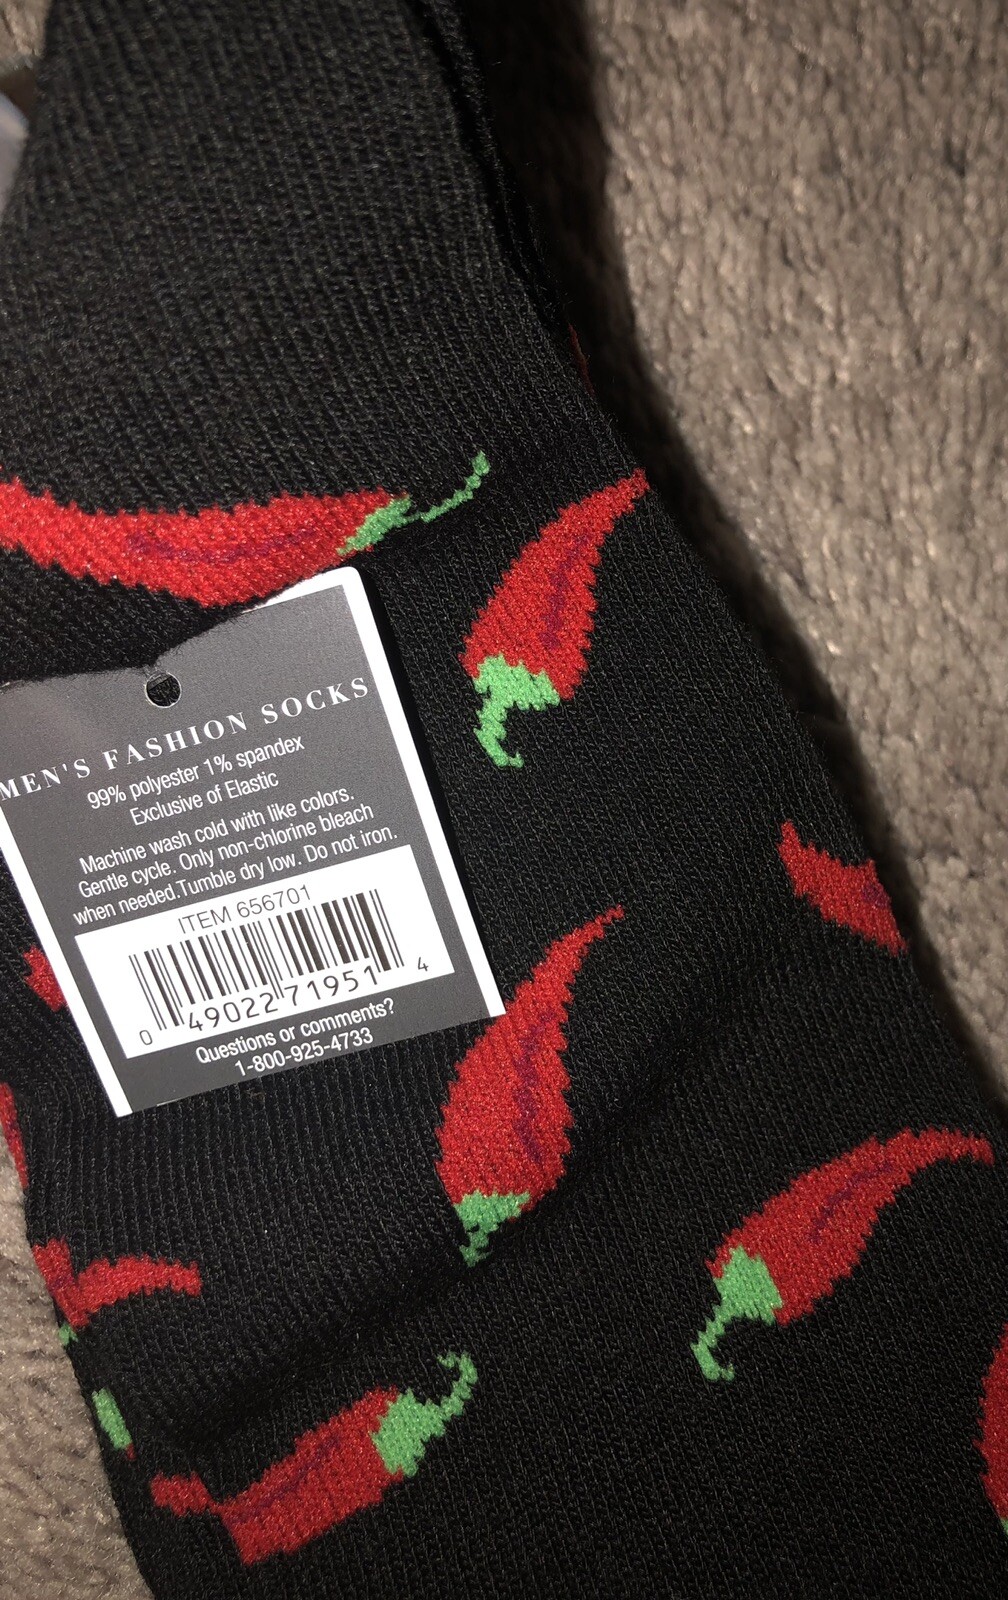 MEN'S FASHION SOCKS
99% polyester 1% spandex
Exclusive of Elastic
Machine wash cold with like colors.
Gentle cycle. Only non-chlorine bleach
when needed.Tumble dry low. Do not iron.
ITEM 656701
0 49022 71951 4
Questions or comments?
1-800-925-4733